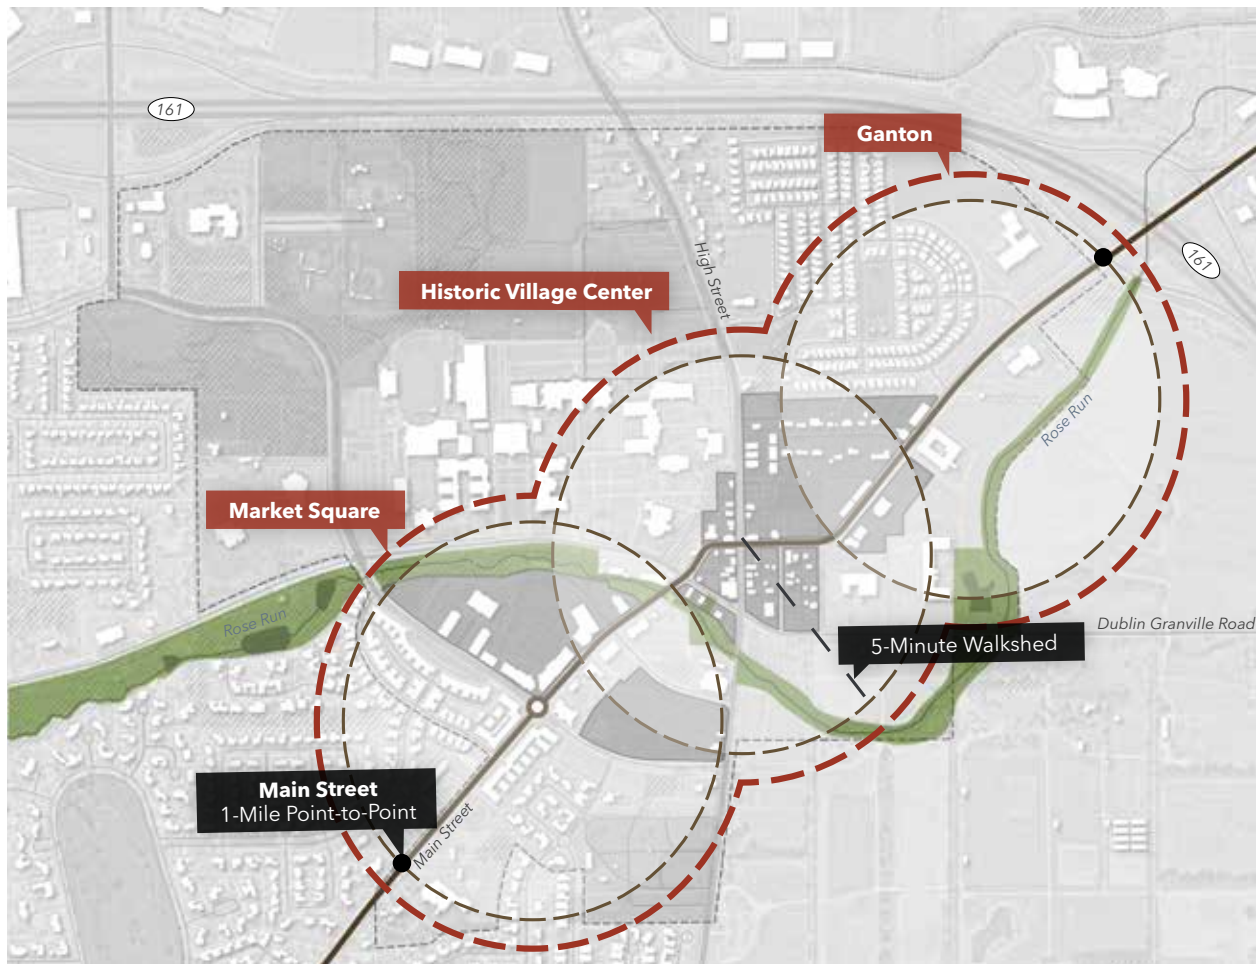 161
Ganton
High Street
161
Historic Village Center
Rose Run
Market Square
Rose Run
Dublin Granville Road
5-Minute Walkshed
Main Street
1-Mile Point-to-Point
Main Street